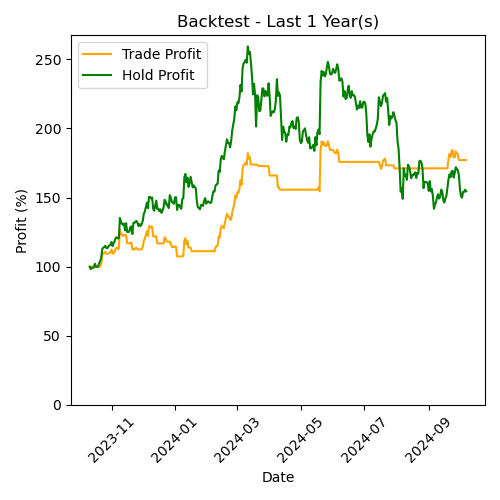 Backtest - Last 1 Year(s)
Trade Profit
Hold Profit
Profit (%)
250
200
150
100
50
0
2023-11
2024-01
2024-03
2024-05
2024-07
2024-09
Date